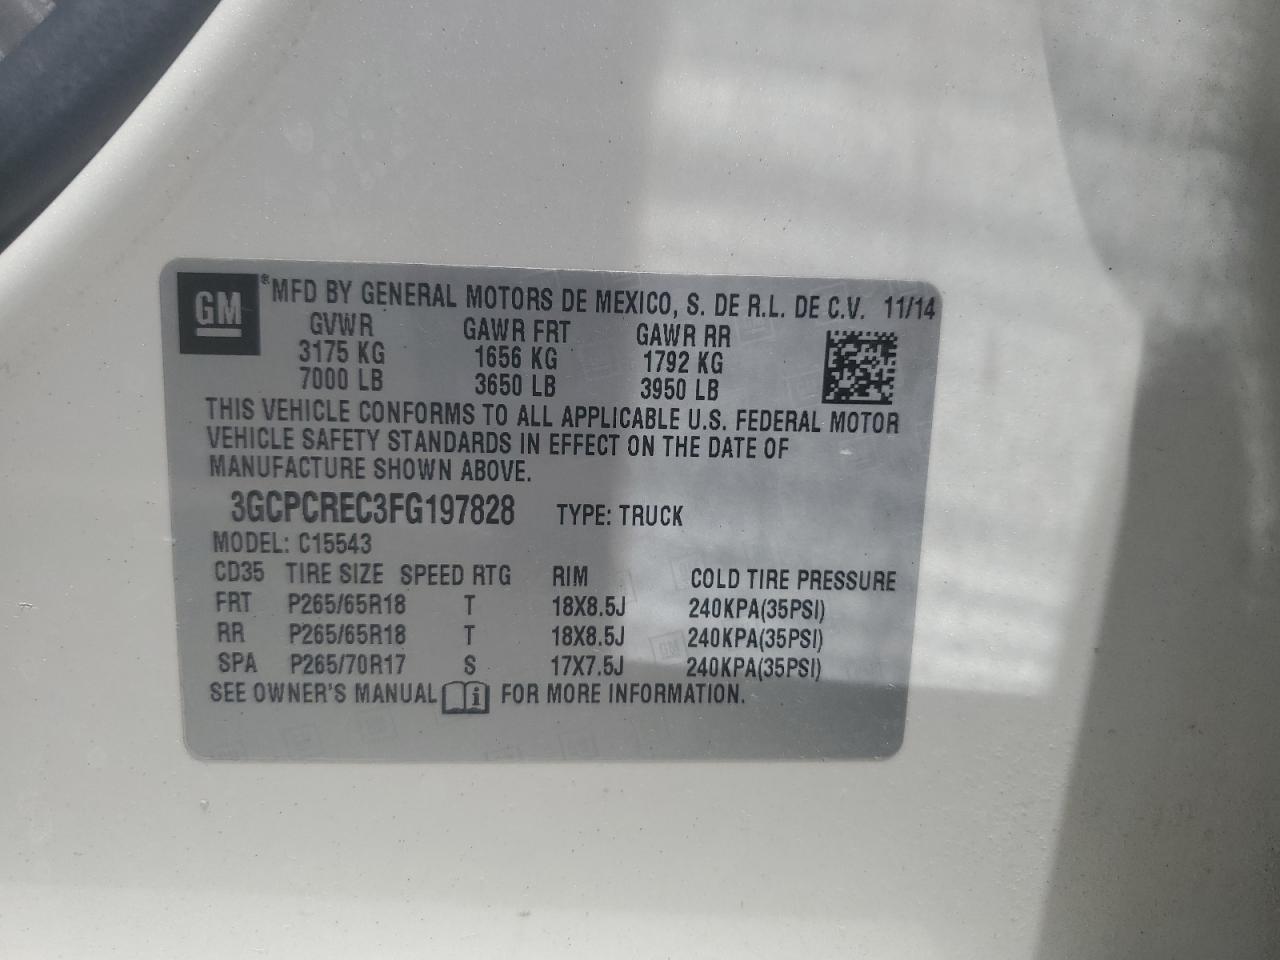 GM
®MFD BY GENERAL MOTORS DE MEXICO, S. DE R.L. DE C.V. 11/14
GVWR GAWR FRT GAWR RR
3175 KG 1656 KG 1792 KG
7000 LB 3650 LB 3950 LB
THIS VEHICLE CONFORMS TO ALL APPLICABLE U.S. FEDERAL MOTOR
VEHICLE SAFETY STANDARDS IN EFFECT ON THE DATE OF
MANUFACTURE SHOWN ABOVE.
3GCPCREC3FG197828 TYPE: TRUCK
MODEL: C15543
CD35 TIRE SIZE SPEED RTG RIM COLD TIRE PRESSURE
FRT P265/65R18 T 18X8.5J 240KPA(35PSI)
RR P265/65R18 T 18X8.5J 240KPA(35PSI)
SPA P265/70R17 S 17X7.5J 240KPA(35PSI)
SEE OWNER'S MANUAL i FOR MORE INFORMATION.